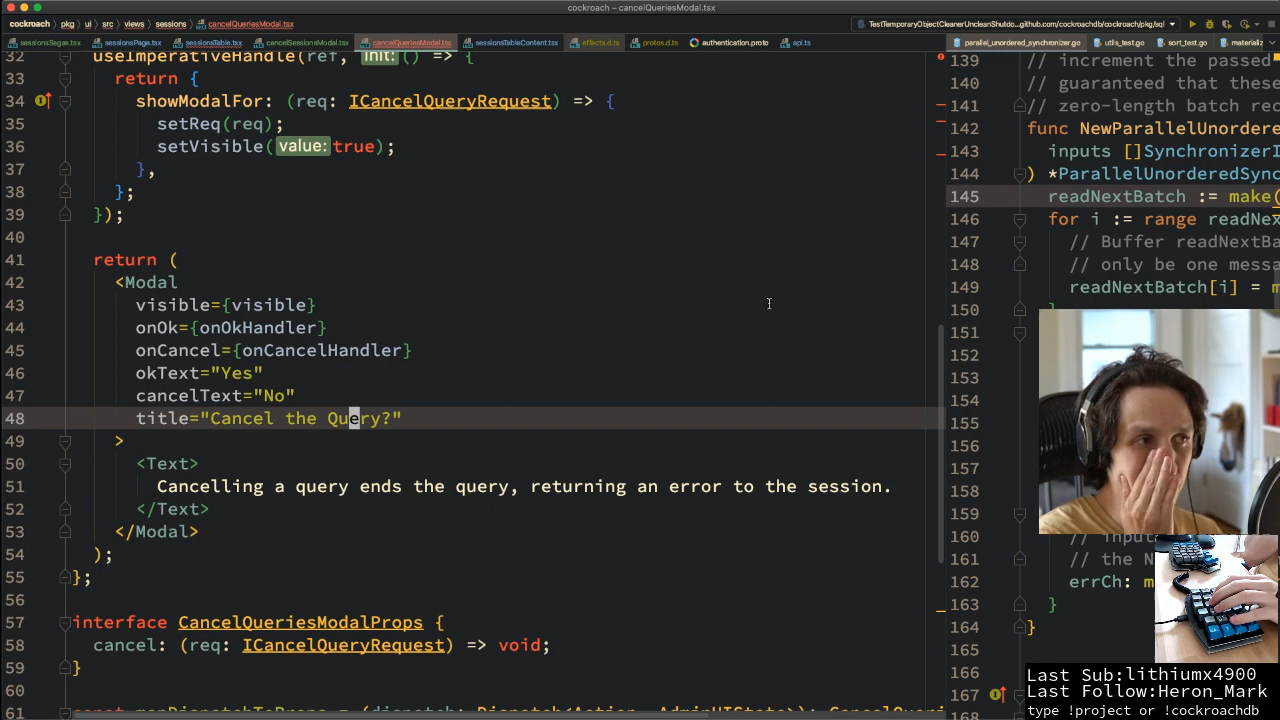 cockroach – cancelQueriesModal.tsx
cockroach › pkg › ui › src › views › sessions › cancelQueriesModal.tsx
TestTemporaryObjectCleanerUncleanShutdo...github.com/cockroachdb/cockroach/pkg/sql
sessionsSagas.tsx sessionsPage.tsx sessionsTable.tsx cancelSessionsModal.tsx cancelQueriesModal.tsx sessionsTableContent.tsx effects.d.ts protos.d.ts authentication.proto api.ts
parallel_unordered_synchronizer.go utils_test.go sort_test.go materializ
32 useImperativeHandle(ref, init: () => {
33 return {
34 showModalFor: (req: ICancelQueryRequest) => {
35 setReq(req);
36 setVisible( value: true);
37 },
38 };
39 });
40
41 return (
42 <Modal
43 visible={visible}
44 onOk={onOkHandler}
45 onCancel={onCancelHandler}
46 okText="Yes"
47 cancelText="No"
48 title="Cancel the Query?"
49 >
50 <Text>
51 Cancelling a query ends the query, returning an error to the session.
52 </Text>
53 </Modal>
54 );
55 };
56
57 interface CancelQueriesModalProps {
58 cancel: (req: ICancelQueryRequest) => void;
59 }
60
139 // increment the passed
140 // guaranteed that these
141 // zero-length batch rec
142 func NewParallelUnordere
143 inputs []SynchronizerI
144 ) *ParallelUnorderedSync
145 readNextBatch := make(
146 for i := range readNex
147 // Buffer readNextBa
148 // only be one messa
149 readNextBatch[i] = m
150
151
152
153
154
155
156
157
158
159
160 // input
161 // the N
162 errCh: m
163 }
164 }
165
166
167
168
Last Sub:lithiumx4900
Last Follow:Heron_Mark
type !project or !cockroachdb